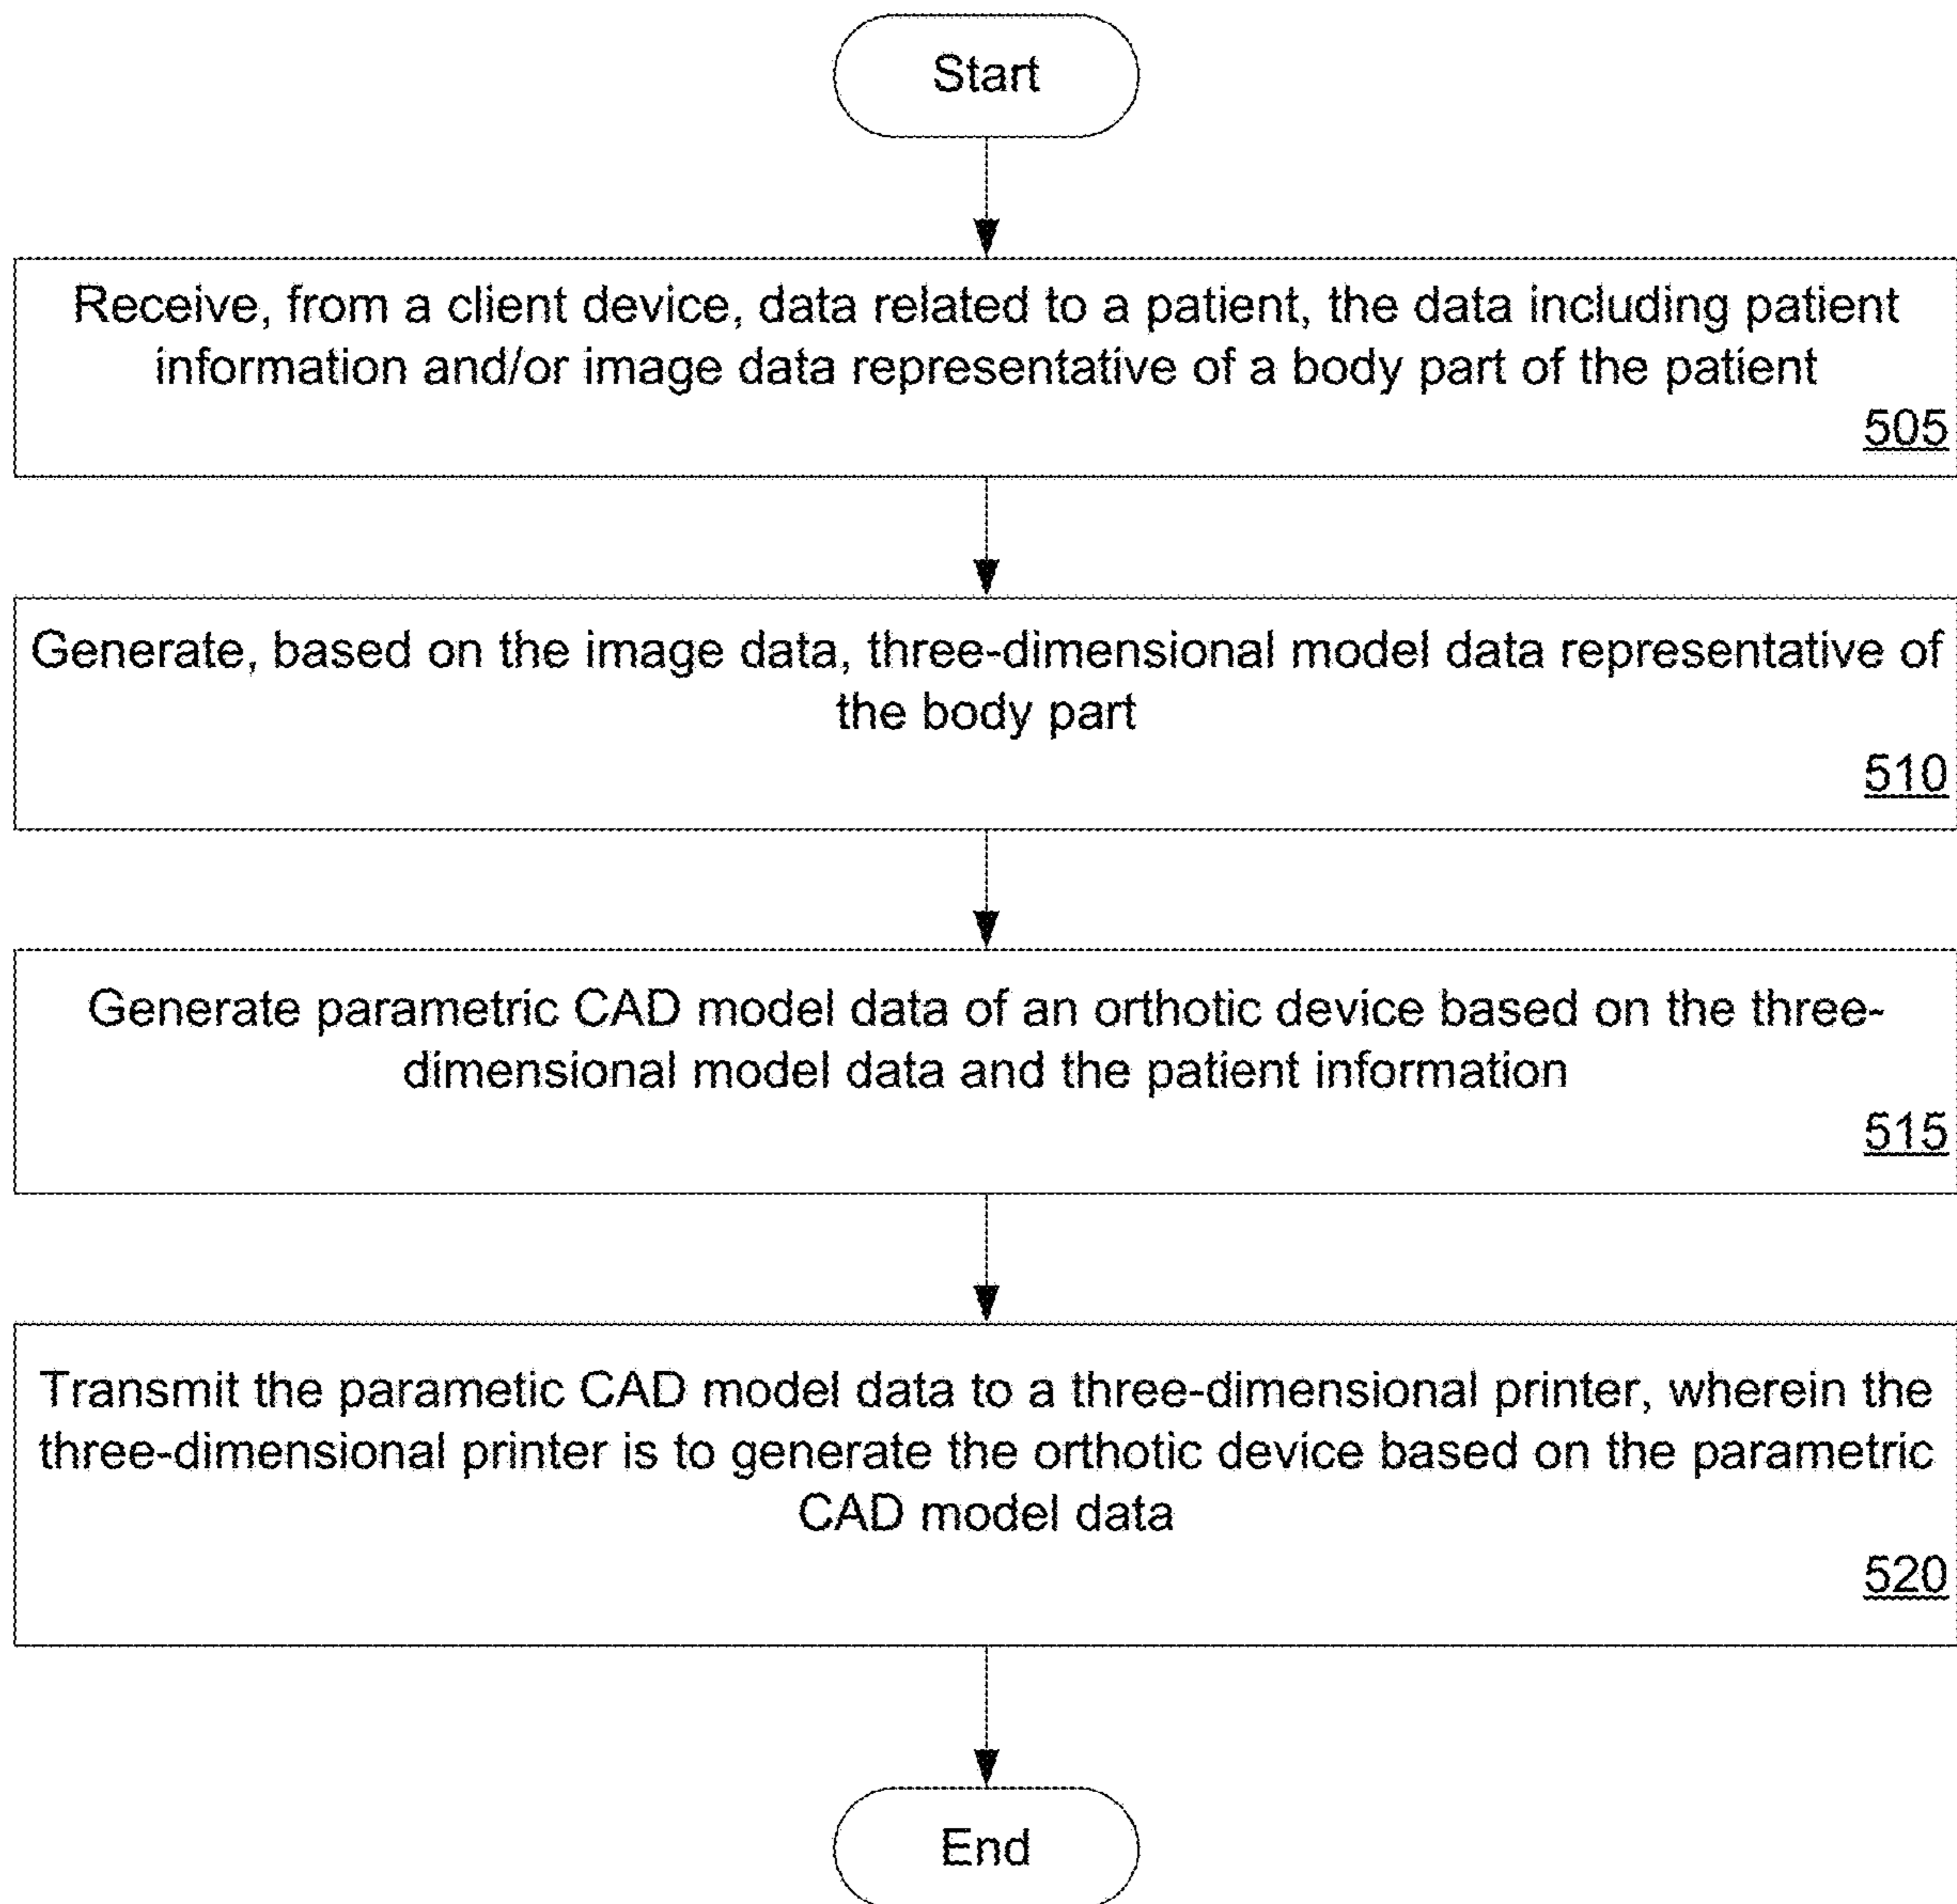 Start
Receive, from a client device, data related to a patient, the data including patient
information and/or image data representative of a body part of the patient
505
Generate, based on the image data, three-dimensional model data representative of
the body part
510
Generate parametric CAD model data of an orthotic device based on the three-
dimensional model data and the patient information
515
Transmit the parametic CAD model data to a three-dimensional printer, wherein the
three-dimensional printer is to generate the orthotic device based on the parametric
CAD model data
520
End